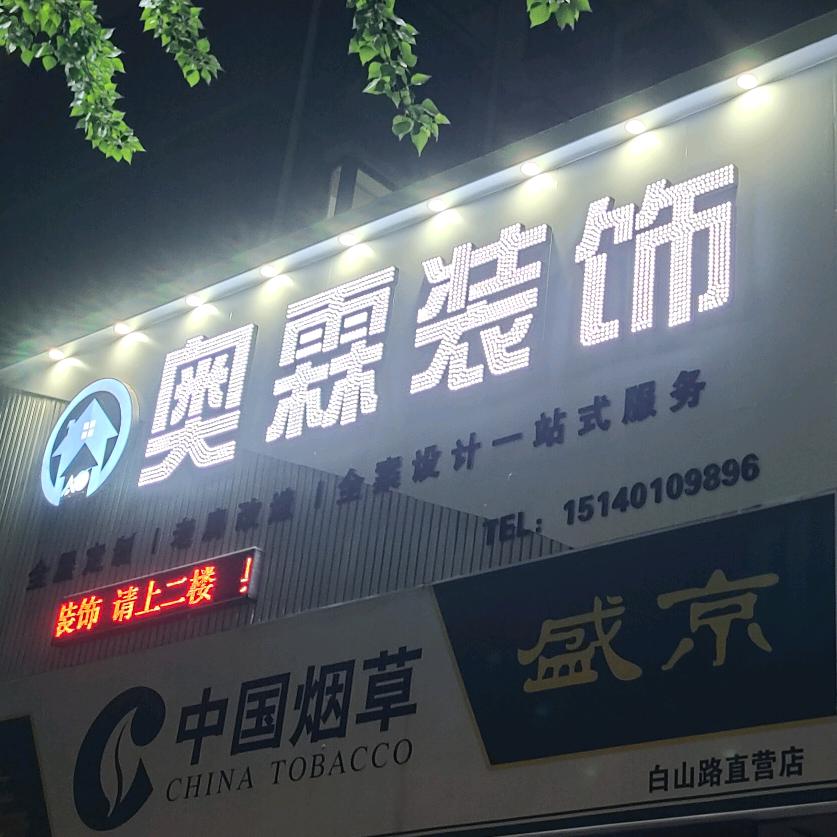 奥霖装饰
全屋定制 | 老房改造 | 全案设计一站式服务
TEL: 15140109896
装饰 请上二楼 !
中国烟草
CHINA TOBACCO
盛京
白山路直营店